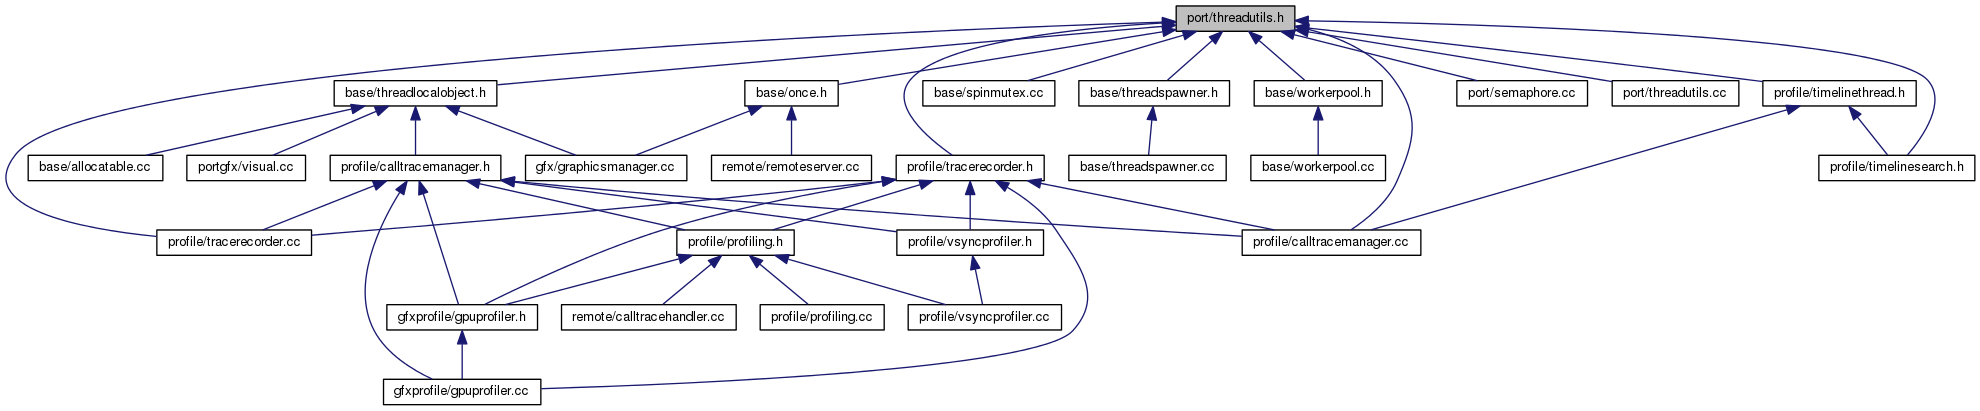 port/threadutils.h
base/threadlocalobject.h
base/once.h
base/spinmutex.cc
base/threadspawner.h
base/workerpool.h
port/semaphore.cc
port/threadutils.cc
profile/timelinethread.h
base/allocatable.cc
portgfx/visual.cc
profile/calltracemanager.h
gfx/graphicsmanager.cc
remote/remoteserver.cc
profile/tracerecorder.h
base/threadspawner.cc
base/workerpool.cc
profile/timelinesearch.h
profile/tracerecorder.cc
profile/profiling.h
profile/vsyncprofiler.h
profile/calltracemanager.cc
gfxprofile/gpuprofiler.h
remote/calltracehandler.cc
profile/profiling.cc
profile/vsyncprofiler.cc
gfxprofile/gpuprofiler.cc